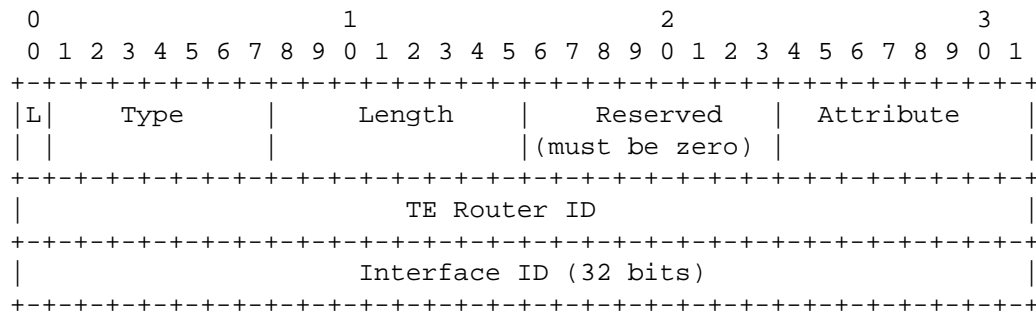 0                   1                   2                   3
 0 1 2 3 4 5 6 7 8 9 0 1 2 3 4 5 6 7 8 9 0 1 2 3 4 5 6 7 8 9 0 1
+-+-+-+-+-+-+-+-+-+-+-+-+-+-+-+-+-+-+-+-+-+-+-+-+-+-+-+-+-+-+-+-+
|L|    Type     |     Length    |    Reserved   |  Attribute    |
| |             |               |(must be zero) |               |
+-+-+-+-+-+-+-+-+-+-+-+-+-+-+-+-+-+-+-+-+-+-+-+-+-+-+-+-+-+-+-+-+
|                        TE Router ID                           |
+-+-+-+-+-+-+-+-+-+-+-+-+-+-+-+-+-+-+-+-+-+-+-+-+-+-+-+-+-+-+-+-+
|                     Interface ID (32 bits)                    |
+-+-+-+-+-+-+-+-+-+-+-+-+-+-+-+-+-+-+-+-+-+-+-+-+-+-+-+-+-+-+-+-+